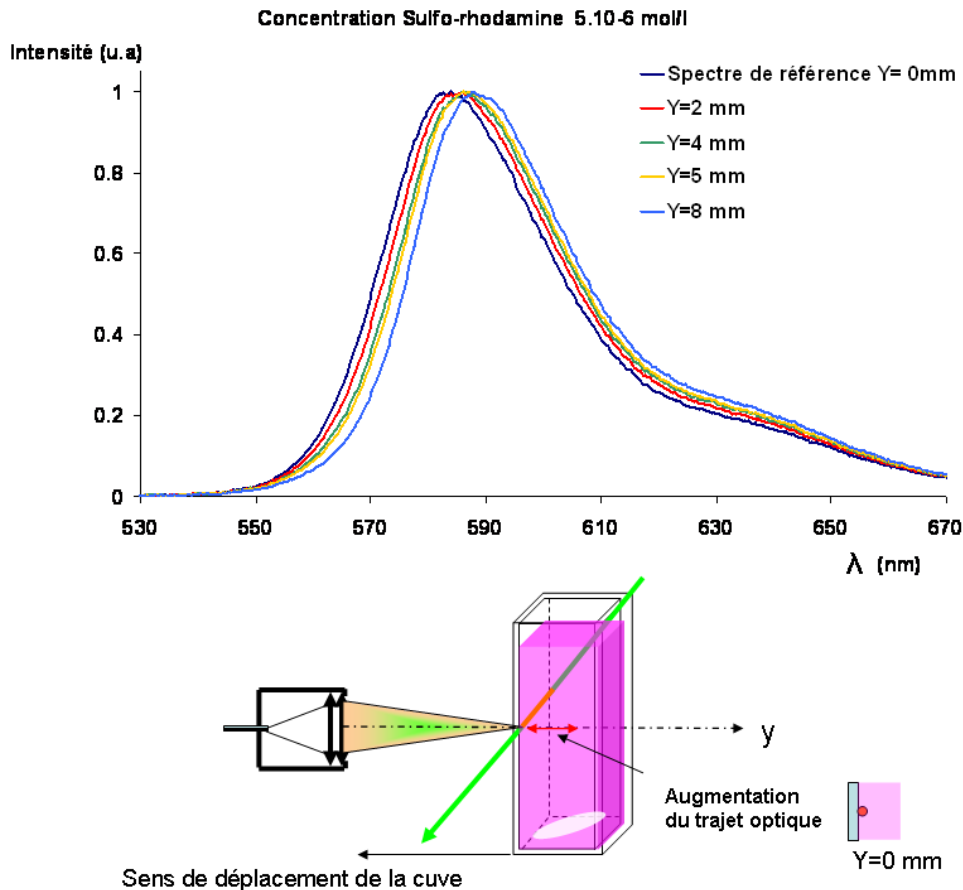 Concentration Sulfo-rhodamine 5.10-6 mol/l
Intensité (u.a)
Spectre de référence Y= 0mm
Y=2 mm
Y=4 mm
Y=5 mm
Y=8 mm
1
0.8
0.6
0.4
0.2
0
530 550 570 590 610 630 650 670
λ (nm)
y
Augmentation
du trajet optique
Y=0 mm
Sens de déplacement de la cuve